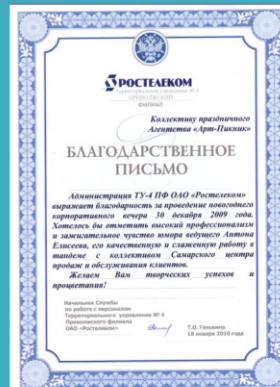 РОСТЕЛЕКОМ
Территориальное управление № 4
ПРИВОЛЖСКИЙ
ФИЛИАЛ
Коллективу праздничного
Агентства «Арт-Пикник»
БЛАГОДАРСТВЕННОЕ
ПИСЬМО
Администрация ТУ-4 ПФ ОАО «Ростелеком»
выражает благодарность за проведение новогоднего
корпоративного вечера 30 декабря 2009 года.
Хотелось бы отметить высокий профессионализм
и зажигательное чувство юмора ведущего Антона
Елисеева, его качественную и слаженную работу в
тандеме с коллективом Самарского центра
продаж и обслуживания клиентов.
Желаем Вам творческих успехов и
процветания!
Начальник Службы
по работе с персоналом
Территориального управление № 4
Приволжского филиала
ОАО «Ростелеком»
Т.О. Генькина
18 января 2010 года